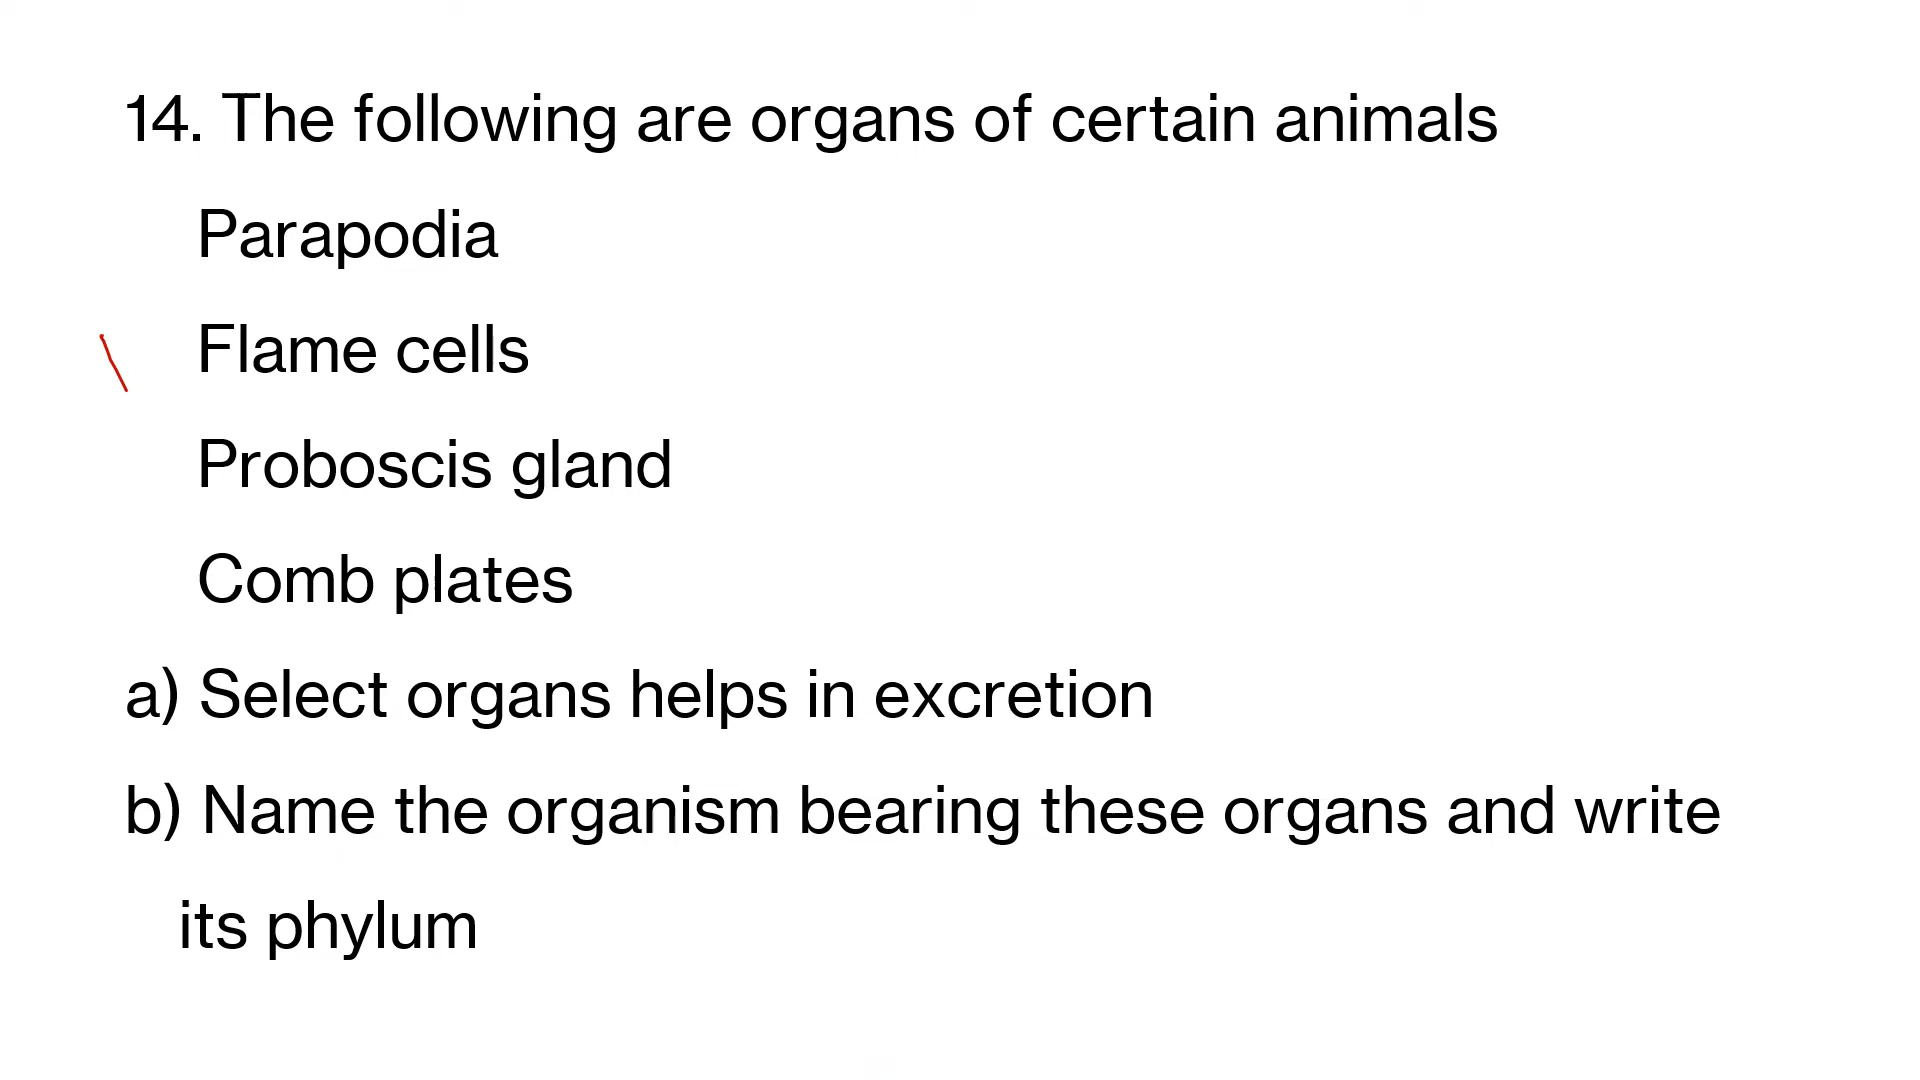 14. The following are organs of certain animals
Parapodia
Flame cells
Proboscis gland
Comb plates
a) Select organs helps in excretion
b) Name the organism bearing these organs and write
its phylum